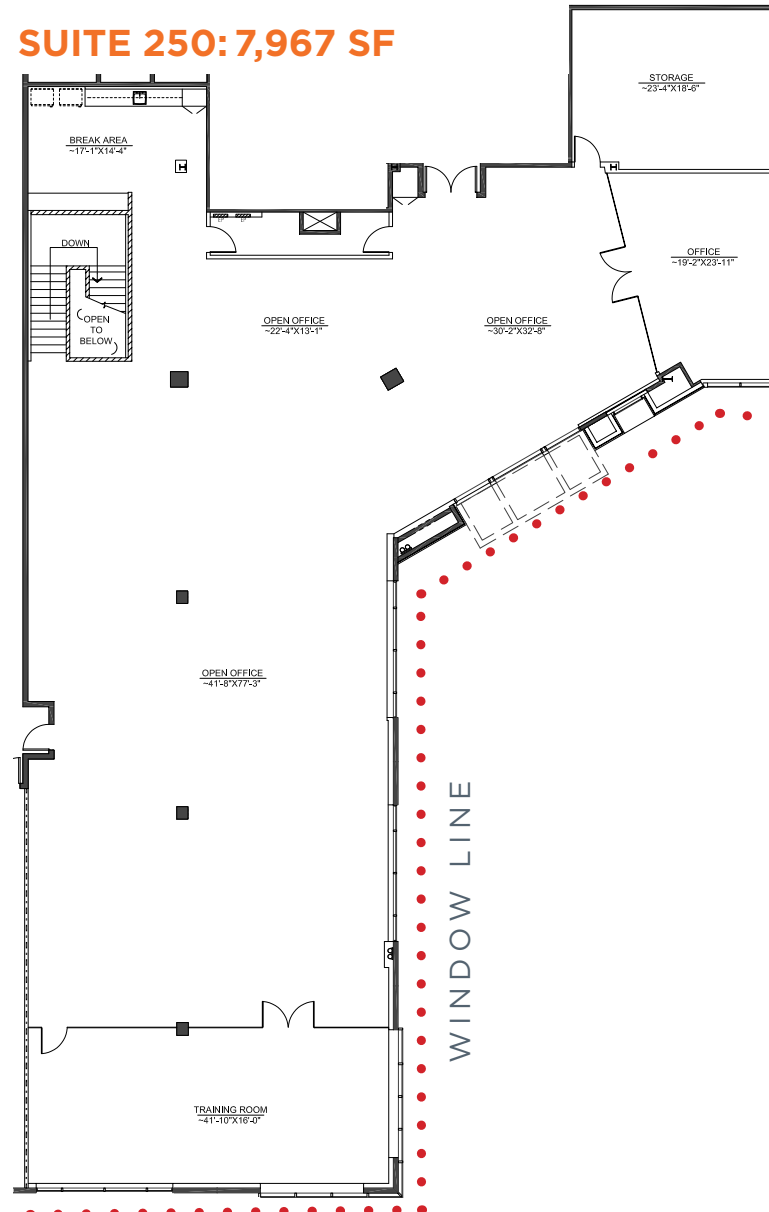 SUITE 250: 7,967 SF
STORAGE
~23'-4"X18'-6"
BREAK AREA
~17'-1"X14'-4"
DOWN
OPEN
TO
BELOW
OFFICE
~19'-2"X23'-11"
OPEN OFFICE
~22'-4"X13'-1"
OPEN OFFICE
~30'-2"X32'-8"
OPEN OFFICE
~41'-8"X77'-3"
WINDOW LINE
TRAINING ROOM
~41'-10"X16'-0"